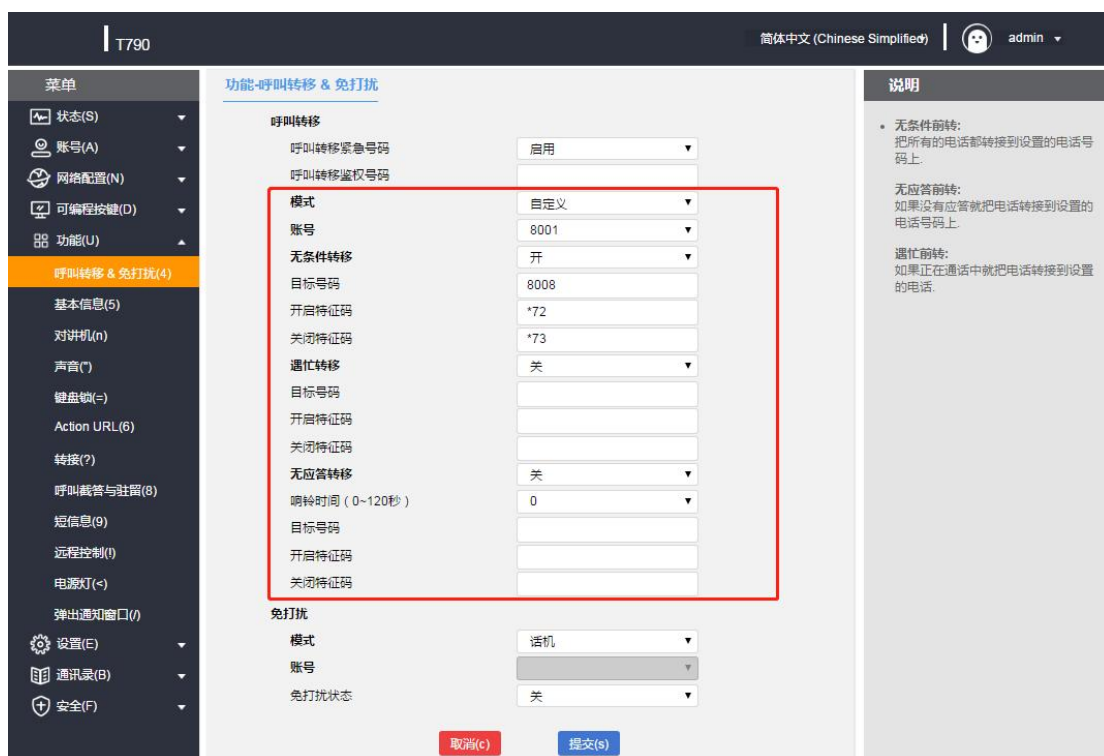 T790
简体中文 (Chinese Simplified)
admin
菜单
状态(S)
账号(A)
网络配置(N)
可编程按键(D)
功能(U)
呼叫转移 & 免打扰(4)
基本信息(5)
对讲机(n)
声音(")
键盘锁(=)
Action URL(6)
转接(?)
呼叫截答与驻留(8)
短信息(9)
远程控制(!)
电源灯(<)
弹出通知窗口(/)
设置(E)
通讯录(B)
安全(F)
功能-呼叫转移 & 免打扰
呼叫转移
呼叫转移紧急号码 启用
呼叫转移鉴权号码
模式 自定义
账号 8001
无条件转移 开
目标号码 8008
开启特征码 *72
关闭特征码 *73
遇忙转移 关
目标号码
开启特征码
关闭特征码
无应答转移 关
响铃时间（0~120秒） 0
目标号码
开启特征码
关闭特征码
免打扰
模式 话机
账号
免打扰状态 关
取消(c) 提交(s)
说明
无条件前转:
把所有的电话都转接到设置的电话号
码上.
无应答前转:
如果没有应答就把电话转接到设置的
电话号码上.
遇忙前转:
如果正在通话中就把电话转接到设置
的电话.